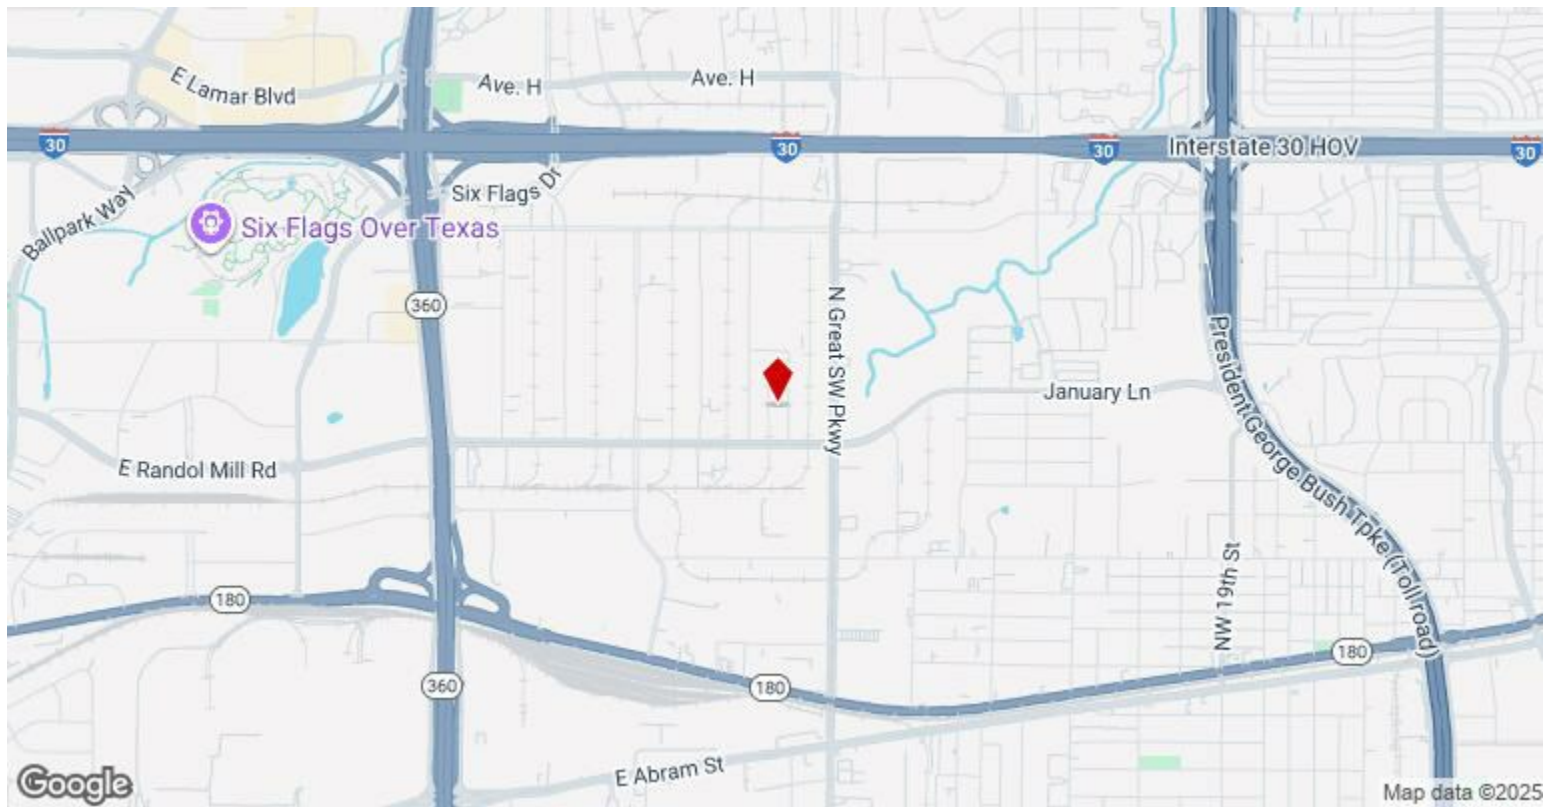 E Lamar Blvd
Ave. H
Ave. H
30
30
30
Interstate 30 HOV
30
Ballpark Way
Six Flags Dr
Six Flags Over Texas
360
N Great SW Pkwy
President George Bush Tpke (Toll road)
January Ln
E Randol Mill Rd
NW 19th St
180
180
360
180
E Abram St
Google
Map data ©2025